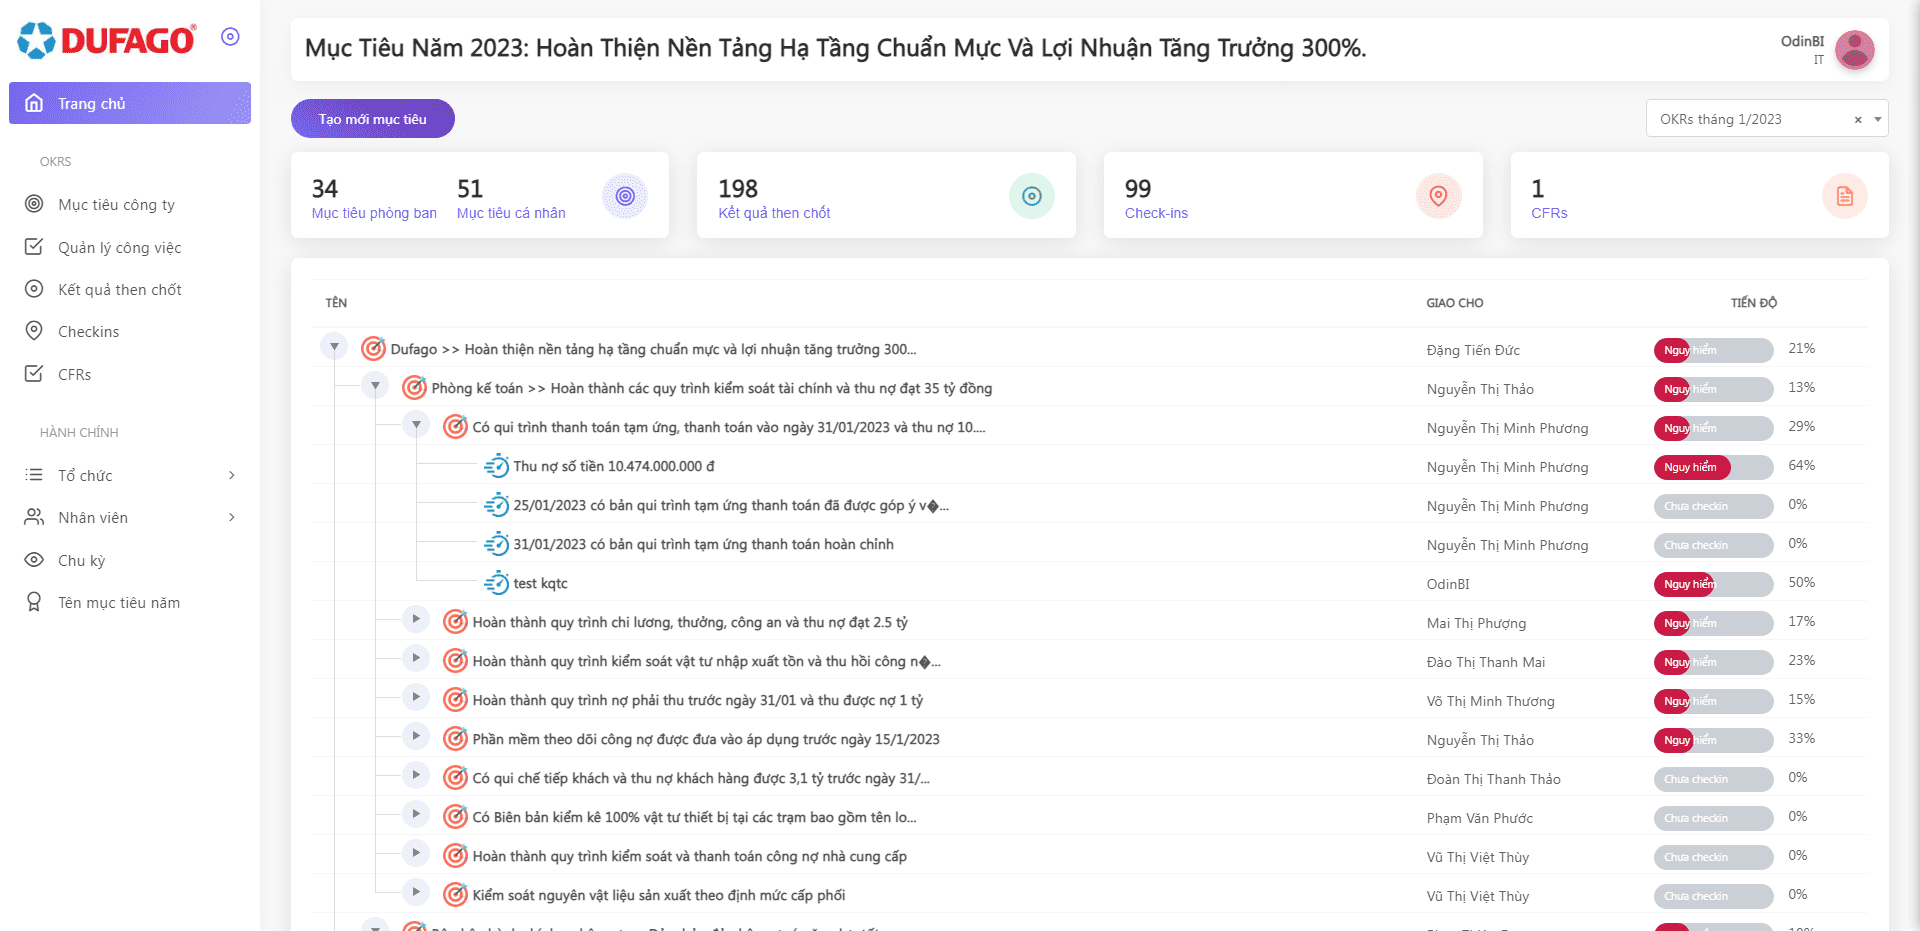 DUFAGO®
Mục Tiêu Năm 2023: Hoàn Thiện Nền Tảng Hạ Tầng Chuẩn Mực Và Lợi Nhuận Tăng Trưởng 300%.
OdinBI
IT
Trang chủ
OKRS
Mục tiêu công ty
Quản lý công việc
Kết quả then chốt
Checkins
CFRs
HÀNH CHÍNH
Tổ chức
Nhân viên
Chu kỳ
Tên mục tiêu năm
Tạo mới mục tiêu
OKRs tháng 1/2023 ×
34 51 198 99 1
Mục tiêu phòng ban Mục tiêu cá nhân Kết quả then chốt Check-ins CFRs
TÊN GIAO CHO TIẾN ĐỘ
Dufago >> Hoàn thiện nền tảng hạ tầng chuẩn mực và lợi nhuận tăng trưởng 300... Đặng Tiến Đức Nguy hiểm 21%
Phòng kế toán >> Hoàn thành các quy trình kiểm soát tài chính và thu nợ đạt 35 tỷ đồng Nguyễn Thị Thảo Nguy hiểm 13%
Có qui trình thanh toán tạm ứng, thanh toán vào ngày 31/01/2023 và thu nợ 10.... Nguyễn Thị Minh Phương Nguy hiểm 29%
Thu nợ số tiền 10.474.000.000 đ Nguyễn Thị Minh Phương Nguy hiểm 64%
25/01/2023 có bản qui trình tạm ứng thanh toán đã được góp ý v�... Nguyễn Thị Minh Phương Chưa checkin 0%
31/01/2023 có bản qui trình tạm ứng thanh toán hoàn chỉnh Nguyễn Thị Minh Phương Chưa checkin 0%
test kqtc OdinBI Nguy hiểm 50%
Hoàn thành quy trình chi lương, thưởng, công an và thu nợ đạt 2.5 tỷ Mai Thị Phượng Nguy hiểm 17%
Hoàn thành quy trình kiểm soát vật tư nhập xuất tồn và thu hồi công n�... Đào Thị Thanh Mai Nguy hiểm 23%
Hoàn thành quy trình nợ phải thu trước ngày 31/01 và thu được nợ 1 tỷ Võ Thị Minh Thương Nguy hiểm 15%
Phần mềm theo dõi công nợ được đưa vào áp dụng trước ngày 15/1/2023 Nguyễn Thị Thảo Nguy hiểm 33%
Có qui chế tiếp khách và thu nợ khách hàng được 3,1 tỷ trước ngày 31/... Đoàn Thị Thanh Thảo Chưa checkin 0%
Có Biên bản kiểm kê 100% vật tư thiết bị tại các trạm bao gồm tên lo... Phạm Văn Phước Chưa checkin 0%
Hoàn thành quy trình kiểm soát và thanh toán công nợ nhà cung cấp Vũ Thị Việt Thùy Chưa checkin 0%
Kiểm soát nguyên vật liệu sản xuất theo định mức cấp phối Vũ Thị Việt Thùy Chưa checkin 0%